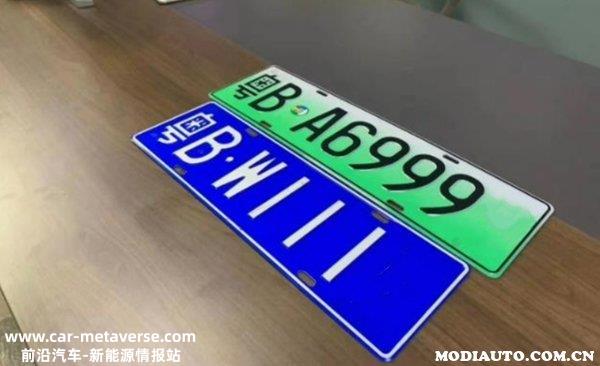 粤B·A6999
粤B·W111
www.car-metaverse.com
前沿汽车-新能源情报站
MODIAUTO.COM.CN